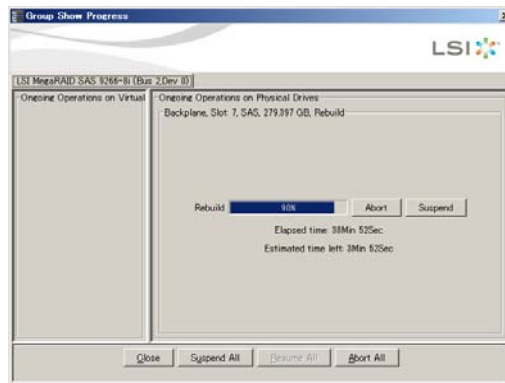 Group Show Progress
LSI
LSI MegaRAID SAS 9266-8i (Bus 2,Dev 0)
Ongoing Operations on Virtual
Ongoing Operations on Physical Drives
Backplane, Slot: 7, SAS, 279.397 GB, Rebuild
Rebuild 90% Abort Suspend
Elapsed time: 38Min 52Sec
Estimated time left: 3Min 52Sec
Close Suspend All Resume All Abort All